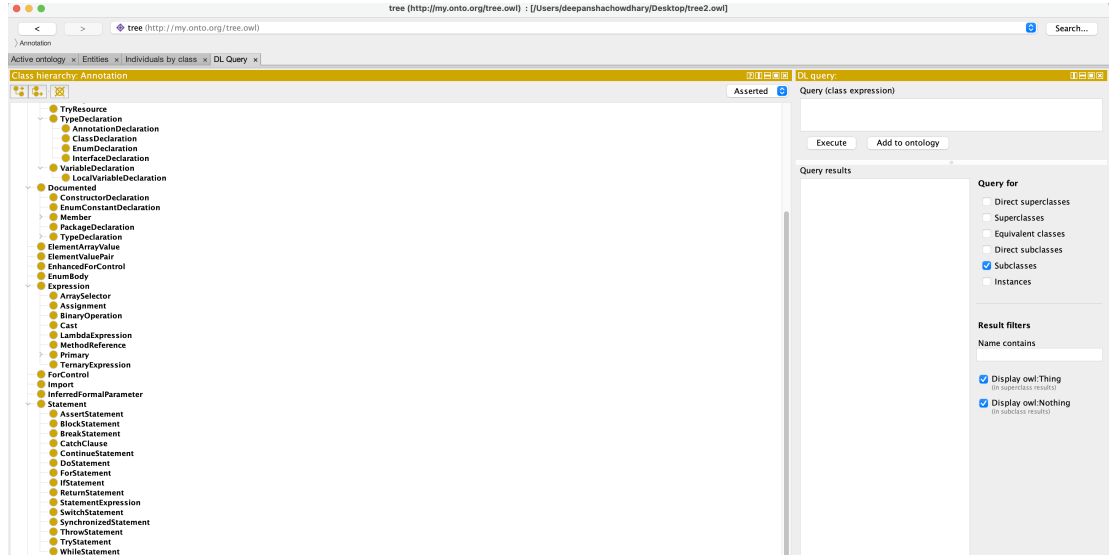 tree (http://my.onto.org/tree.owl) : [/Users/deepanshachowdhary/Desktop/tree2.owl]
< > tree (http://my.onto.org/tree.owl) Search...
Annotation
Active ontology × Entities × Individuals by class × DL Query ×
Class hierarchy: Annotation
Asserted
TryResource
TypeDeclaration
AnnotationDeclaration
ClassDeclaration
EnumDeclaration
InterfaceDeclaration
VariableDeclaration
LocalVariableDeclaration
Documented
ConstructorDeclaration
EnumConstantDeclaration
Member
PackageDeclaration
TypeDeclaration
ElementArrayValue
ElementValuePair
EnhancedForControl
EnumBody
Expression
ArraySelector
Assignment
BinaryOperation
Cast
LambdaExpression
MethodReference
Primary
TernaryExpression
ForControl
Import
InferredFormalParameter
Statement
AssertStatement
BlockStatement
BreakStatement
CatchClause
ContinueStatement
DoStatement
ForStatement
IfStatement
ReturnStatement
StatementExpression
SwitchStatement
SynchronizedStatement
ThrowStatement
TryStatement
WhileStatement
DL query:
Query (class expression)
Execute Add to ontology
Query results
Query for
Direct superclasses
Superclasses
Equivalent classes
Direct subclasses
Subclasses
Instances
Result filters
Name contains
Display owl:Thing
(in superclass results)
Display owl:Nothing
(in subclass results)